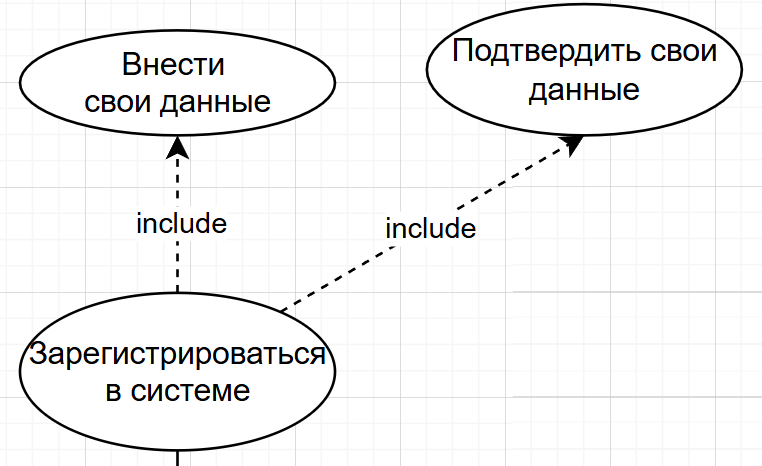 Внести
свои данные
Подтвердить свои
данные
include
include
Зарегистрироваться
в системе